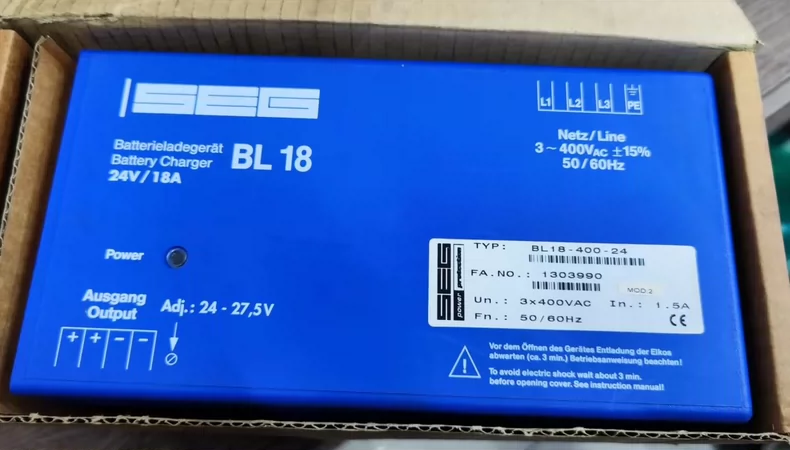 SEG
Batterieladegerät
Battery Charger
BL 18
24V/18A
L1 L2 L3 PE
Netz/Line
3~400VAC ±15%
50/60Hz
Power
Ausgang
Output
Adj.: 24 - 27,5V
+ + - -
SEG
power protection
TYP: BL18-400-24
FA.NO.: 1303990
MOD:2
Un.: 3x400VAC In.: 1.5A
Fn.: 50/60Hz CE
Vor dem Öffnen des Gerätes Entladung der Elkos
abwarten (ca. 3 min.) Betriebsanweisung beachten!
To avoid electric shock wait about 3 min.
before opening cover. See instruction manual!